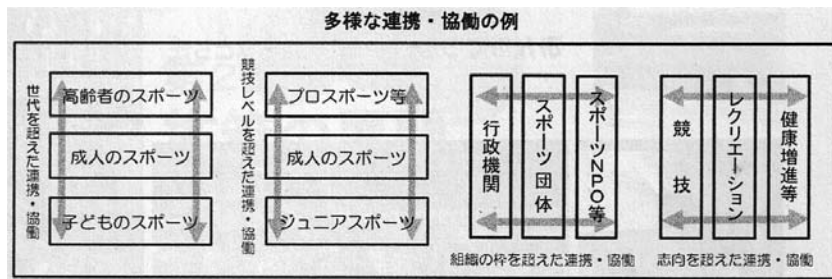 多様な連携・協働の例
世代を超えた連携・協働
高齢者のスポーツ
成人のスポーツ
子どものスポーツ
競技レベルを超えた連携・協働
プロスポーツ等
成人のスポーツ
ジュニアスポーツ
行政機関
スポーツ団体
スポーツNPO等
組織の枠を超えた連携・協働
競技
レクリエーション
健康増進等
志向を超えた連携・協働